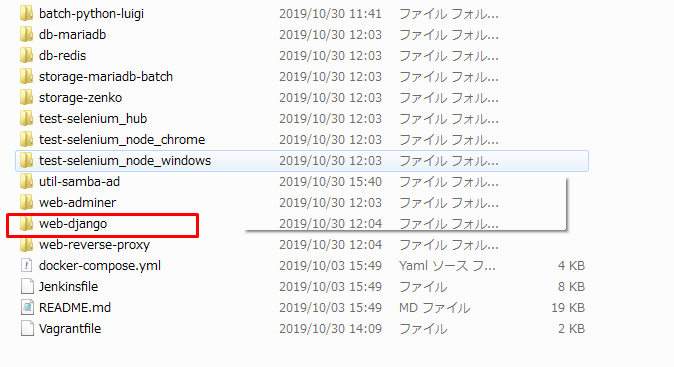 batch-python-luigi 2019/10/30 11:41 ファイル フォル...
db-mariadb 2019/10/30 12:03 ファイル フォル...
db-redis 2019/10/30 12:03 ファイル フォル...
storage-mariadb-batch 2019/10/30 12:03 ファイル フォル...
storage-zenko 2019/10/30 12:03 ファイル フォル...
test-selenium_hub 2019/10/30 12:03 ファイル フォル...
test-selenium_node_chrome 2019/10/30 12:03 ファイル フォル...
test-selenium_node_windows 2019/10/30 12:03 ファイル フォル...
util-samba-ad 2019/10/30 15:40 ファイル フォル...
web-adminer 2019/10/30 12:03 ファイル フォル...
web-django 2019/10/30 12:04 ファイル フォル...
web-reverse-proxy 2019/10/30 12:04 ファイル フォル...
docker-compose.yml 2019/10/03 15:49 Yaml ソース フ... 4 KB
Jenkinsfile 2019/10/03 15:49 ファイル 8 KB
README.md 2019/10/03 15:49 MD ファイル 19 KB
Vagrantfile 2019/10/30 14:09 ファイル 2 KB